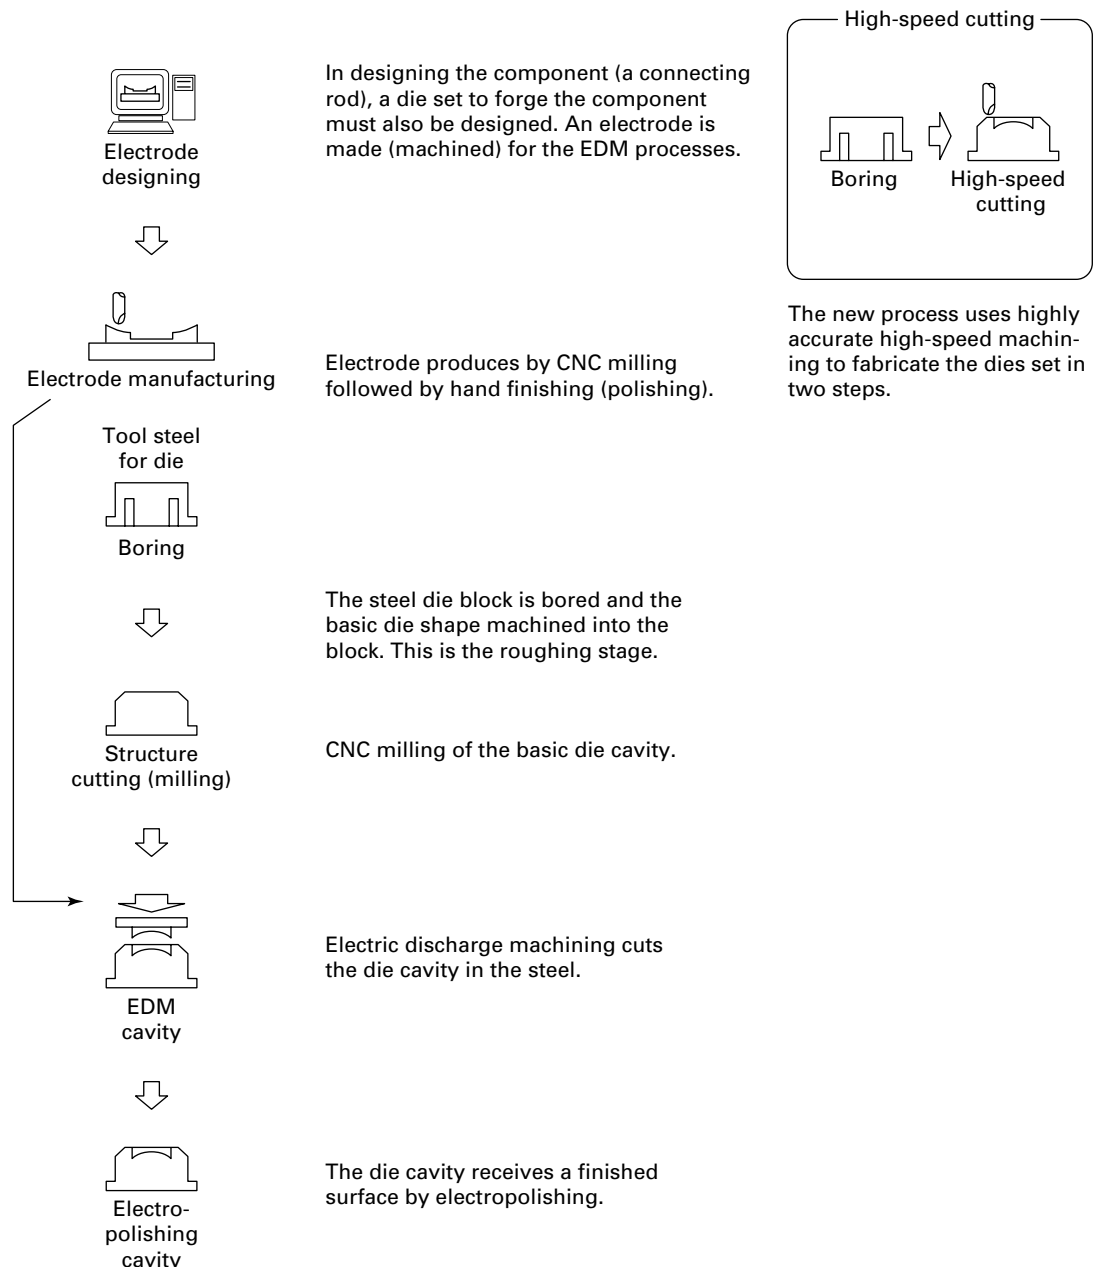 High-speed cutting
Boring
High-speed
cutting
The new process uses highly
accurate high-speed machin-
ing to fabricate the dies set in
two steps.
Electrode
designing
In designing the component (a connecting
rod), a die set to forge the component
must also be designed. An electrode is
made (machined) for the EDM processes.
Electrode manufacturing
Electrode produces by CNC milling
followed by hand finishing (polishing).
Tool steel
for die
Boring
The steel die block is bored and the
basic die shape machined into the
block. This is the roughing stage.
Structure
cutting (milling)
CNC milling of the basic die cavity.
EDM
cavity
Electric discharge machining cuts
the die cavity in the steel.
Electro-
polishing
cavity
The die cavity receives a finished
surface by electropolishing.